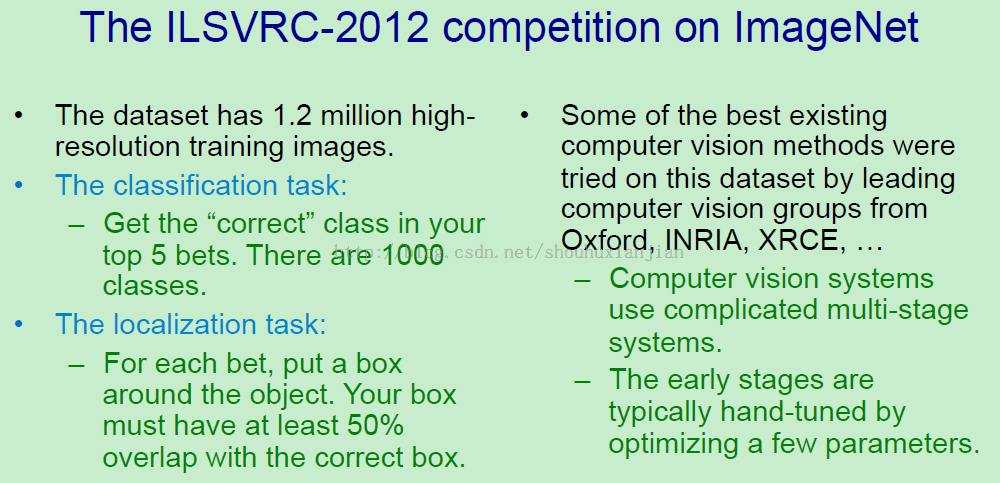 The ILSVRC-2012 competition on ImageNet
• The dataset has 1.2 million high-
resolution training images.
• The classification task:
– Get the “correct” class in your
top 5 bets. There are 1000
classes.
• The localization task:
– For each bet, put a box
around the object. Your box
must have at least 50%
overlap with the correct box.
• Some of the best existing
computer vision methods were
tried on this dataset by leading
computer vision groups from
Oxford, INRIA, XRCE, …
– Computer vision systems
use complicated multi-stage
systems.
– The early stages are
typically hand-tuned by
optimizing a few parameters.
http://blog.csdn.net/shouhuxianjian